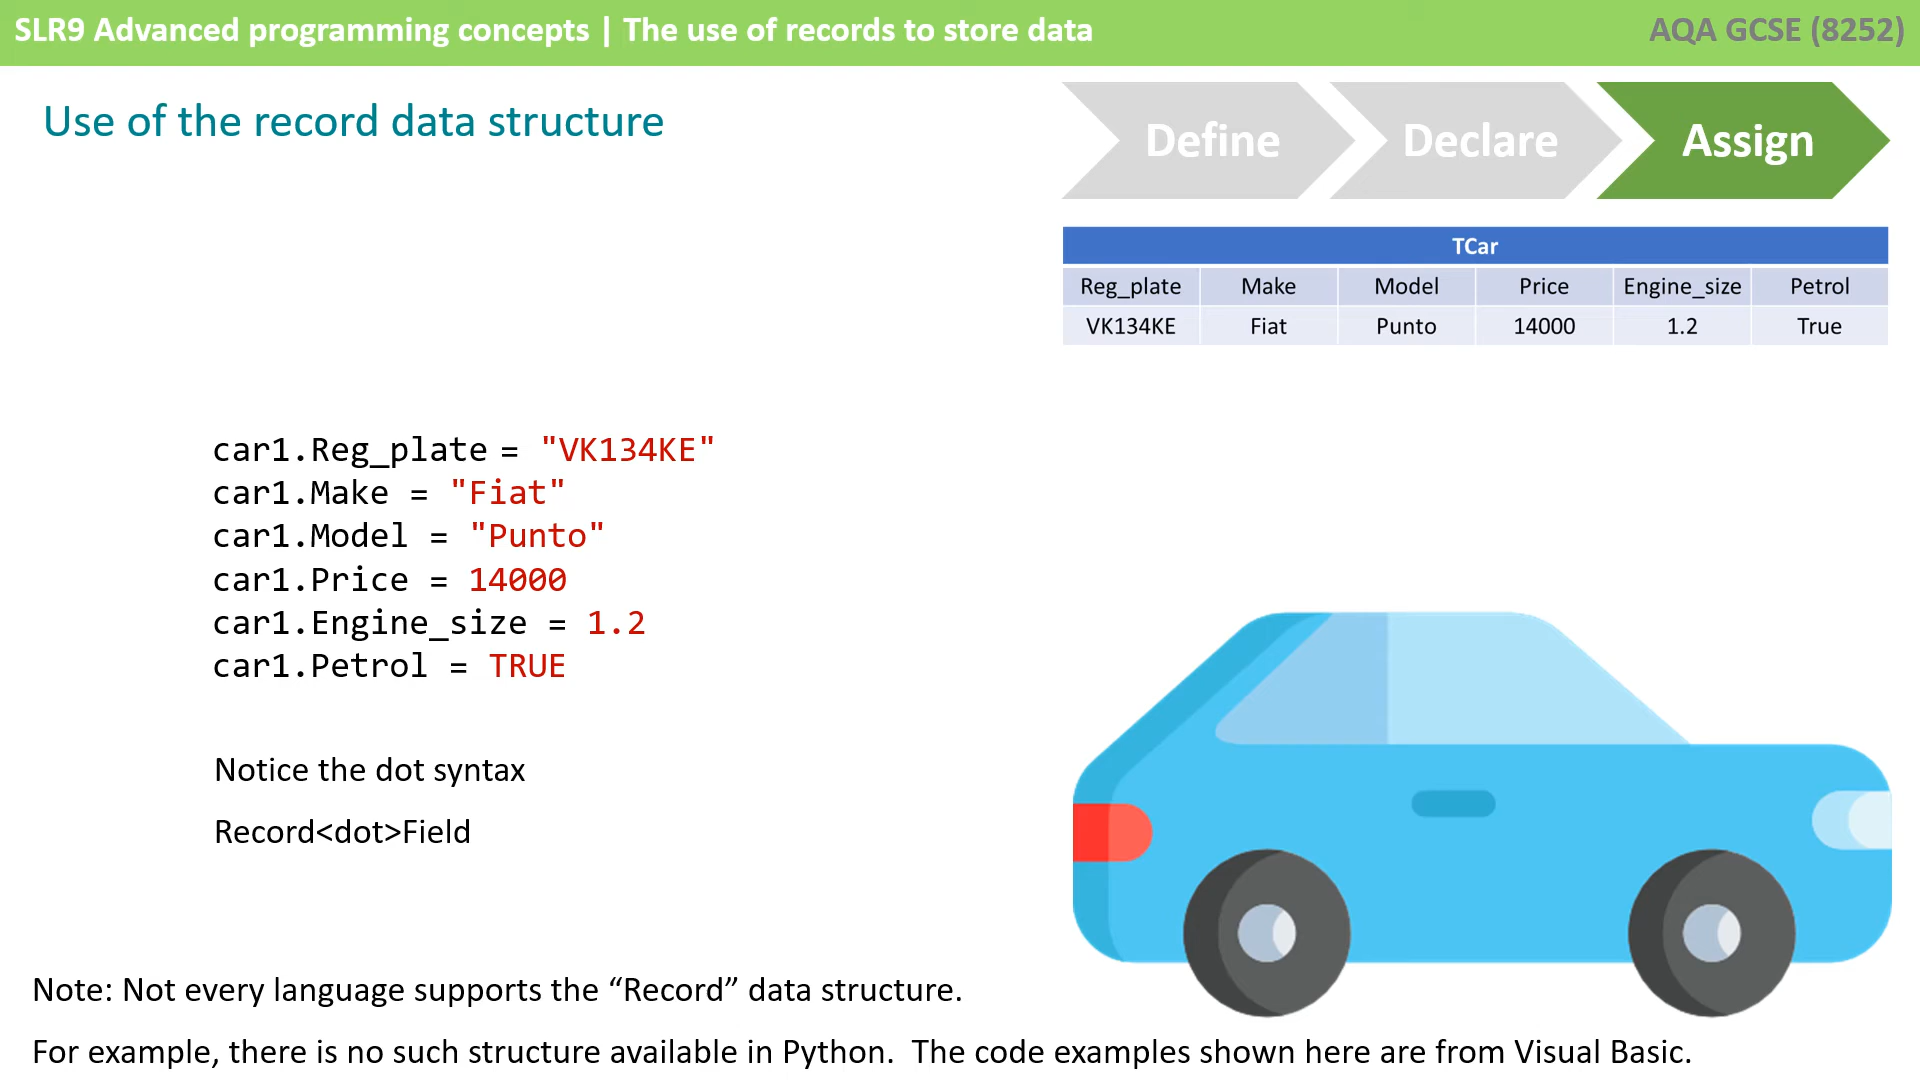 SLR9 Advanced programming concepts | The use of records to store data
AQA GCSE (8252)
Use of the record data structure
Define Declare Assign
TCar
Reg_plate Make Model Price Engine_size Petrol
VK134KE Fiat Punto 14000 1.2 True
car1.Reg_plate = "VK134KE"
car1.Make = "Fiat"
car1.Model = "Punto"
car1.Price = 14000
car1.Engine_size = 1.2
car1.Petrol = TRUE
Notice the dot syntax
Record<dot>Field
Note: Not every language supports the “Record” data structure.
For example, there is no such structure available in Python.  The code examples shown here are from Visual Basic.